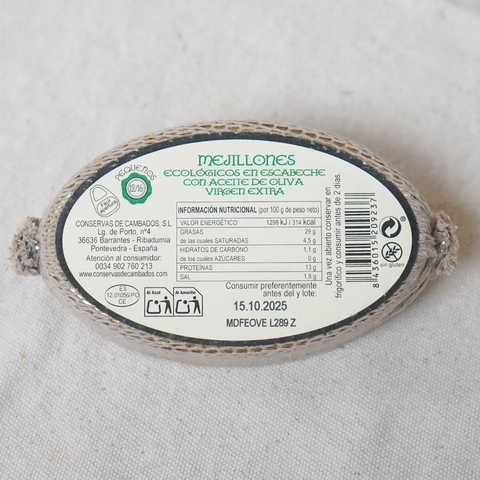 MEJILLONES
ECOLÓGICOS EN ESCABECHE
CON ACEITE DE OLIVA
VIRGEN EXTRA
PEQUEÑOS
12/16
CONSERVAS DE CAMBADOS, S.L
Lg. de Porto, nº4
36636 Barrantes - Ribadumia
Pontevedra - España
Atención al consumidor:
0034 902 760 213
www.conservasdecambados.com
ES
12.01056/PO
CE
Al Azul
Al Amarillo
INFORMACIÓN NUTRICIONAL (por 100 g de peso neto)
VALOR ENERGÉTICO 1298 kJ / 314 kcal
GRASAS 29 g
de las cuales SATURADAS 4,5 g
HIDRATOS DE CARBONO 1,1 g
de los cuales AZÚCARES 0 g
PROTEINAS 13 g
SAL 1,8 g
Consumir preferentemente
antes del y lote:
15.10.2025
MDFEOVE L289 Z
Una vez abierto conservar en
frigorífico y consumir antes de 2 días.
8 436015 209237
sin gluten